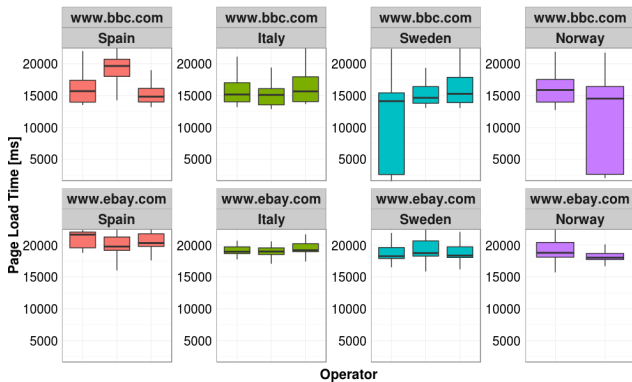 www.bbc.com www.bbc.com www.bbc.com www.bbc.com
Spain Italy Sweden Norway
20000 20000 20000 20000
15000 15000 15000 15000
10000 10000 10000 10000
5000 5000 5000 5000
Page Load Time [ms]
www.ebay.com www.ebay.com www.ebay.com www.ebay.com
Spain Italy Sweden Norway
20000 20000 20000 20000
15000 15000 15000 15000
10000 10000 10000 10000
5000 5000 5000 5000
Operator